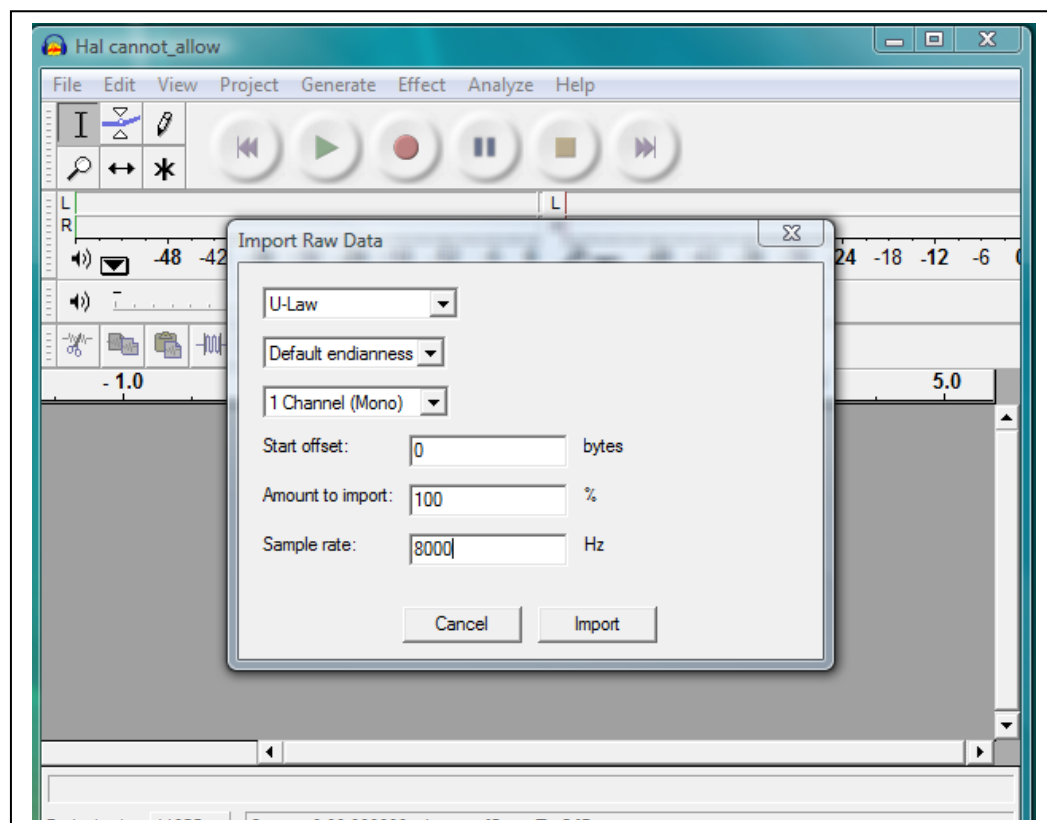 Hal cannot_allow
File Edit View Project Generate Effect Analyze Help
L
L
R
-48 -42
24 -18 -12 -6
Import Raw Data
U-Law
Default endianness
1 Channel (Mono)
- 1.0
5.0
Start offset: 0 bytes
Amount to import: 100 %
Sample rate: 8000 Hz
Cancel Import